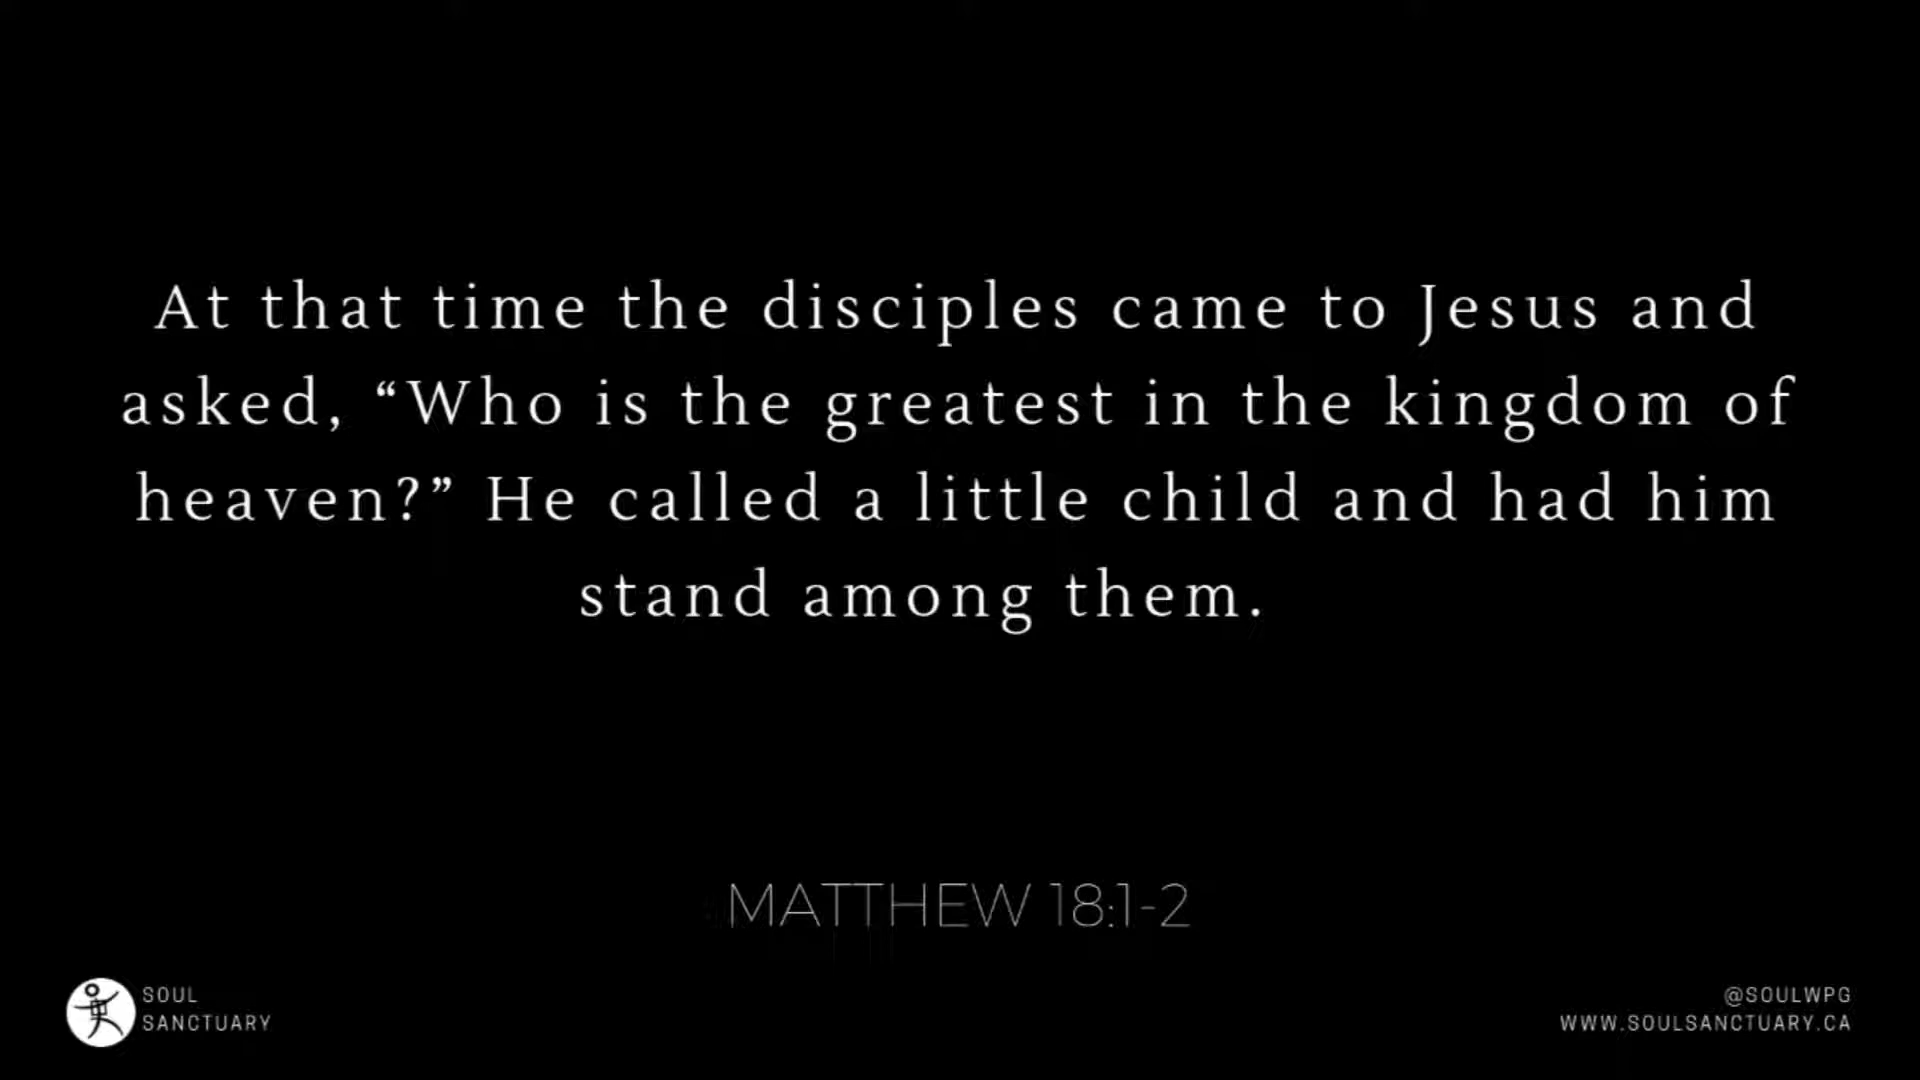 At that time the disciples came to Jesus and
asked, “Who is the greatest in the kingdom of
heaven?” He called a little child and had him
stand among them.
MATTHEW 18:1-2
SOUL
SANCTUARY
@SOULWPG
WWW.SOULSANCTUARY.CA